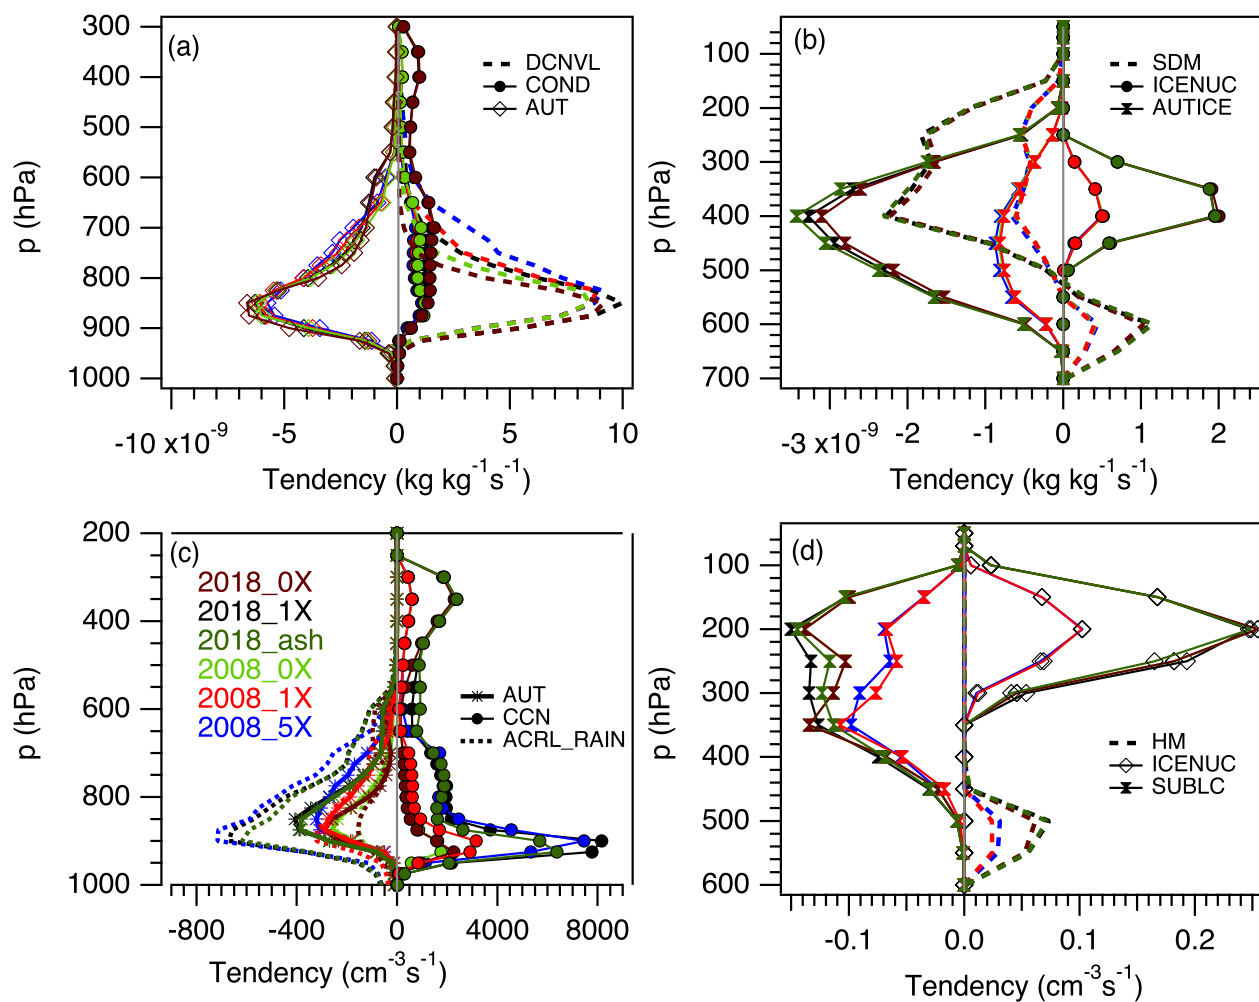 (a)
300
400
500
600
700
800
900
1000
p (hPa)
DCNVL
COND
AUT
-10 x10-9
-5
0
5
10
Tendency (kg kg-1s-1)
(b)
100
200
300
400
500
600
700
p (hPa)
SDM
ICENUC
AUTICE
-3 x10-9
-2
-1
0
1
2
Tendency (kg kg-1s-1)
(c)
200
400
600
800
1000
p (hPa)
2018_0X
2018_1X
2018_ash
2008_0X
2008_1X
2008_5X
AUT
CCN
ACRL_RAIN
-800
-400
0
4000
8000
Tendency (cm-3s-1)
(d)
100
200
300
400
500
600
p (hPa)
HM
ICENUC
SUBLC
-0.1
0.0
0.1
0.2
Tendency (cm-3s-1)